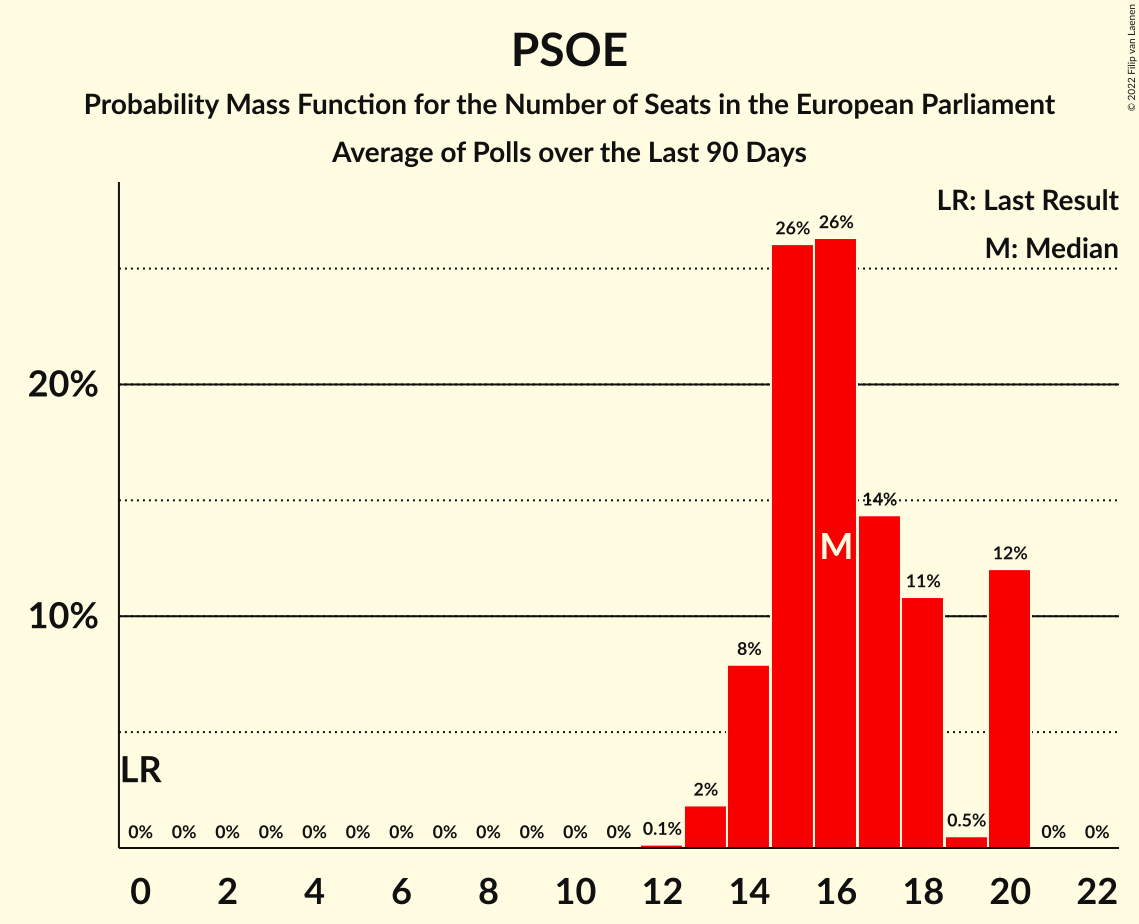 PSOE
Probability Mass Function for the Number of Seats in the European Parliament
Average of Polls over the Last 90 Days
© 2022 Filip van Laenen
LR: Last Result
M: Median
26% 26%
20%
14%
M
12%
11%
10%
8%
LR
2%
0% 0% 0% 0% 0% 0% 0% 0% 0% 0% 0% 0% 0.1% 0.5% 0% 0%
0 2 4 6 8 10 12 14 16 18 20 22